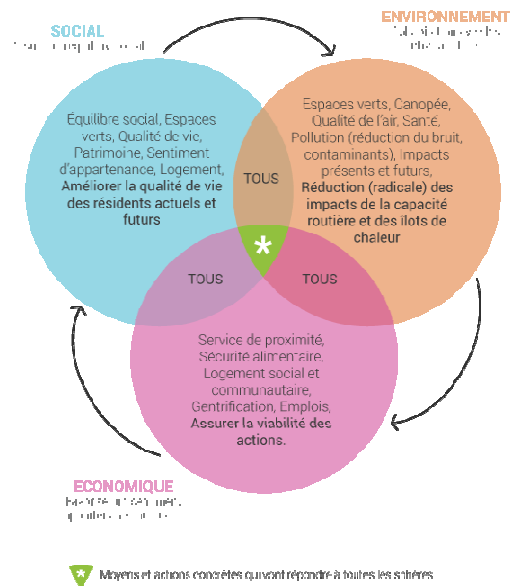 SOCIAL
ENVIRONNEMENT
Équilibre social, Espaces
verts, Qualité de vie,
Patrimoine, Sentiment
d'appartenance, Logement,
Améliorer la qualité de vie
des résidents actuels et
futurs
Espaces verts, Canopée,
Qualité de l'air, Santé,
Pollution (réduction du bruit,
contaminants), Impacts
présents et futurs,
Réduction (radicale) des
impacts de la capacité
routière et des îlots de
chaleur
TOUS
*
TOUS
TOUS
Service de proximité,
Sécurité alimentaire,
Logement social et
communautaire,
Gentrification, Emplois,
Assurer la viabilité des
actions.
ECONOMIQUE
* Moyens et actions concrètes qui vont répondre à toutes les sphères